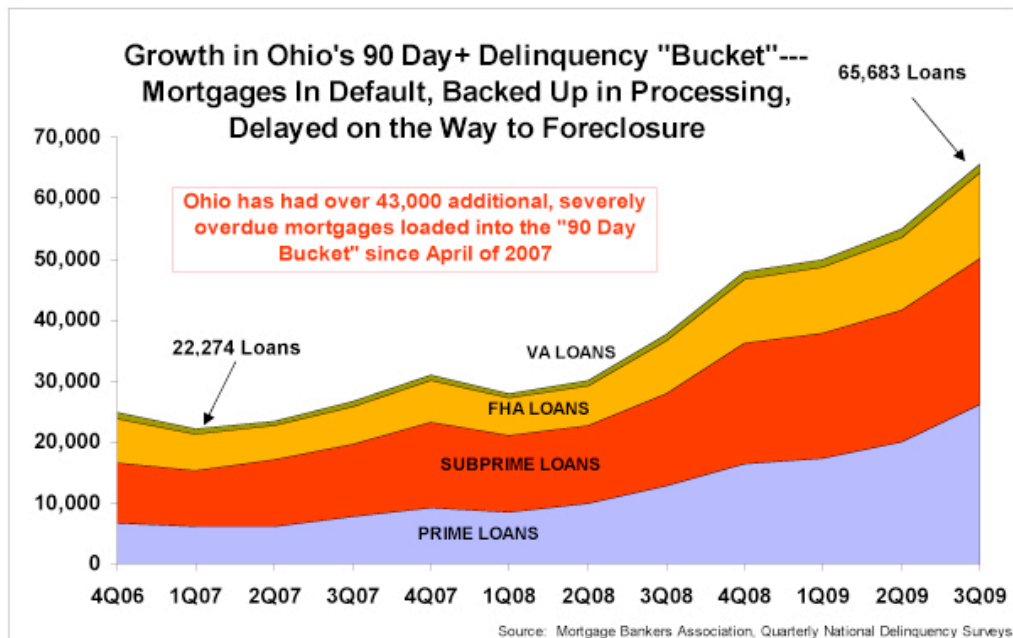 Growth in Ohio's 90 Day+ Delinquency "Bucket"---
Mortgages In Default, Backed Up in Processing,
Delayed on the Way to Foreclosure
65,683 Loans
Ohio has had over 43,000 additional, severely
overdue mortgages loaded into the "90 Day
Bucket" since April of 2007
22,274 Loans
VA LOANS
FHA LOANS
SUBPRIME LOANS
PRIME LOANS
70,000
60,000
50,000
40,000
30,000
20,000
10,000
0
4Q06 1Q07 2Q07 3Q07 4Q07 1Q08 2Q08 3Q08 4Q08 1Q09 2Q09 3Q09
Source: Mortgage Bankers Association, Quarterly National Delinquency Surveys